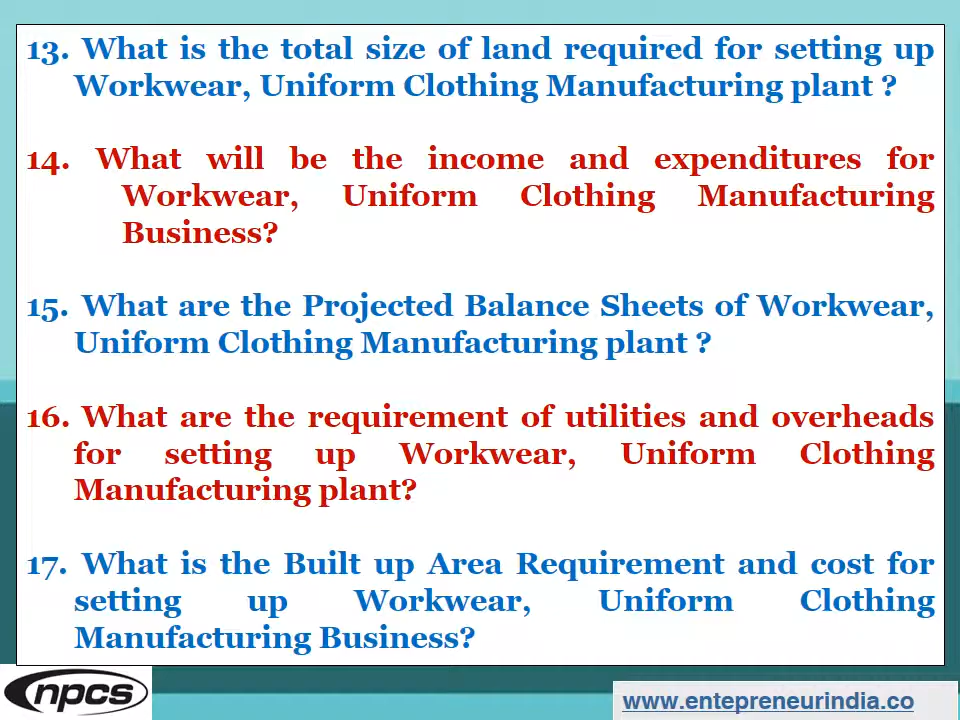 13. What is the total size of land required for setting up
Workwear, Uniform Clothing Manufacturing plant ?
14. What will be the income and expenditures for
Workwear, Uniform Clothing Manufacturing
Business?
15. What are the Projected Balance Sheets of Workwear,
Uniform Clothing Manufacturing plant ?
16. What are the requirement of utilities and overheads
for setting up Workwear, Uniform Clothing
Manufacturing plant?
17. What is the Built up Area Requirement and cost for
setting up Workwear, Uniform Clothing
Manufacturing Business?
npcs
www.entepreneurindia.co